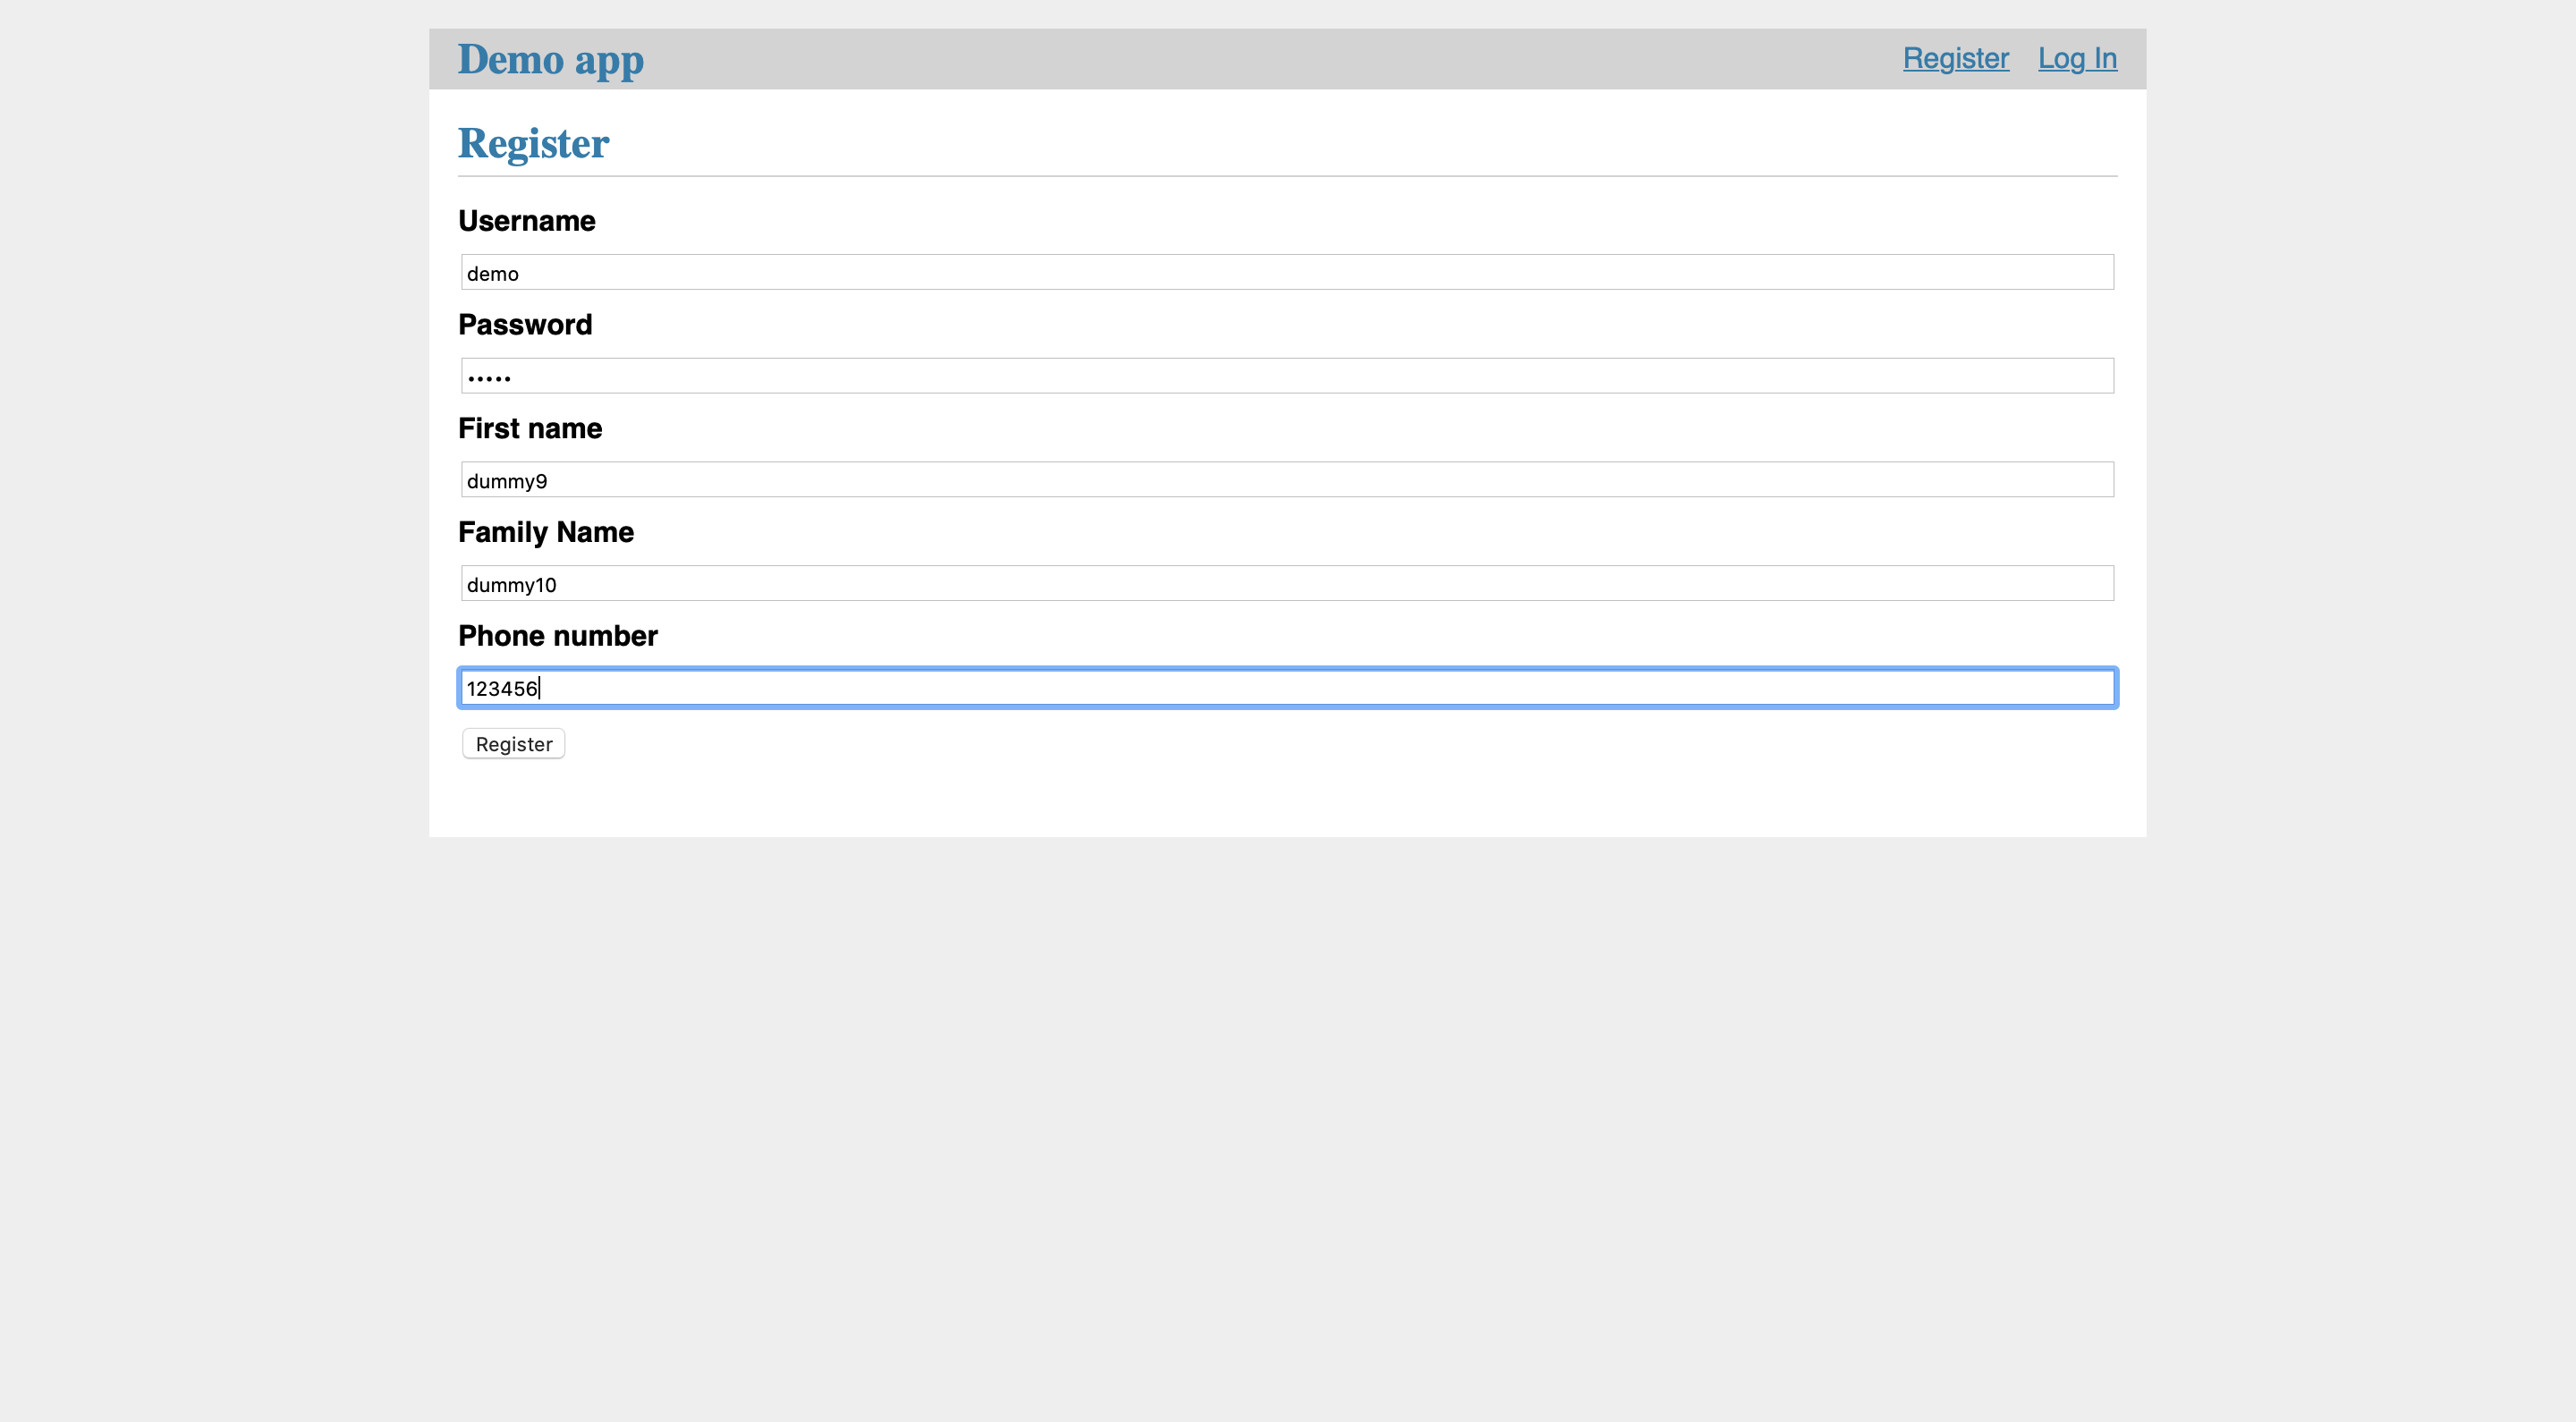 Demo app Register Log In
Register
Username
demo
Password
•••••
First name
dummy9
Family Name
dummy10
Phone number
123456
Register